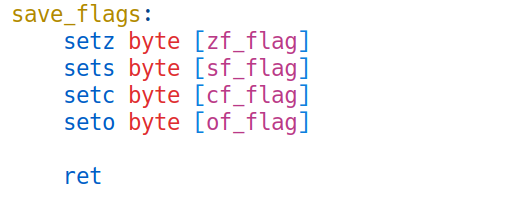 save_flags:
    setz byte [zf_flag]
    sets byte [sf_flag]
    setc byte [cf_flag]
    seto byte [of_flag]

    ret